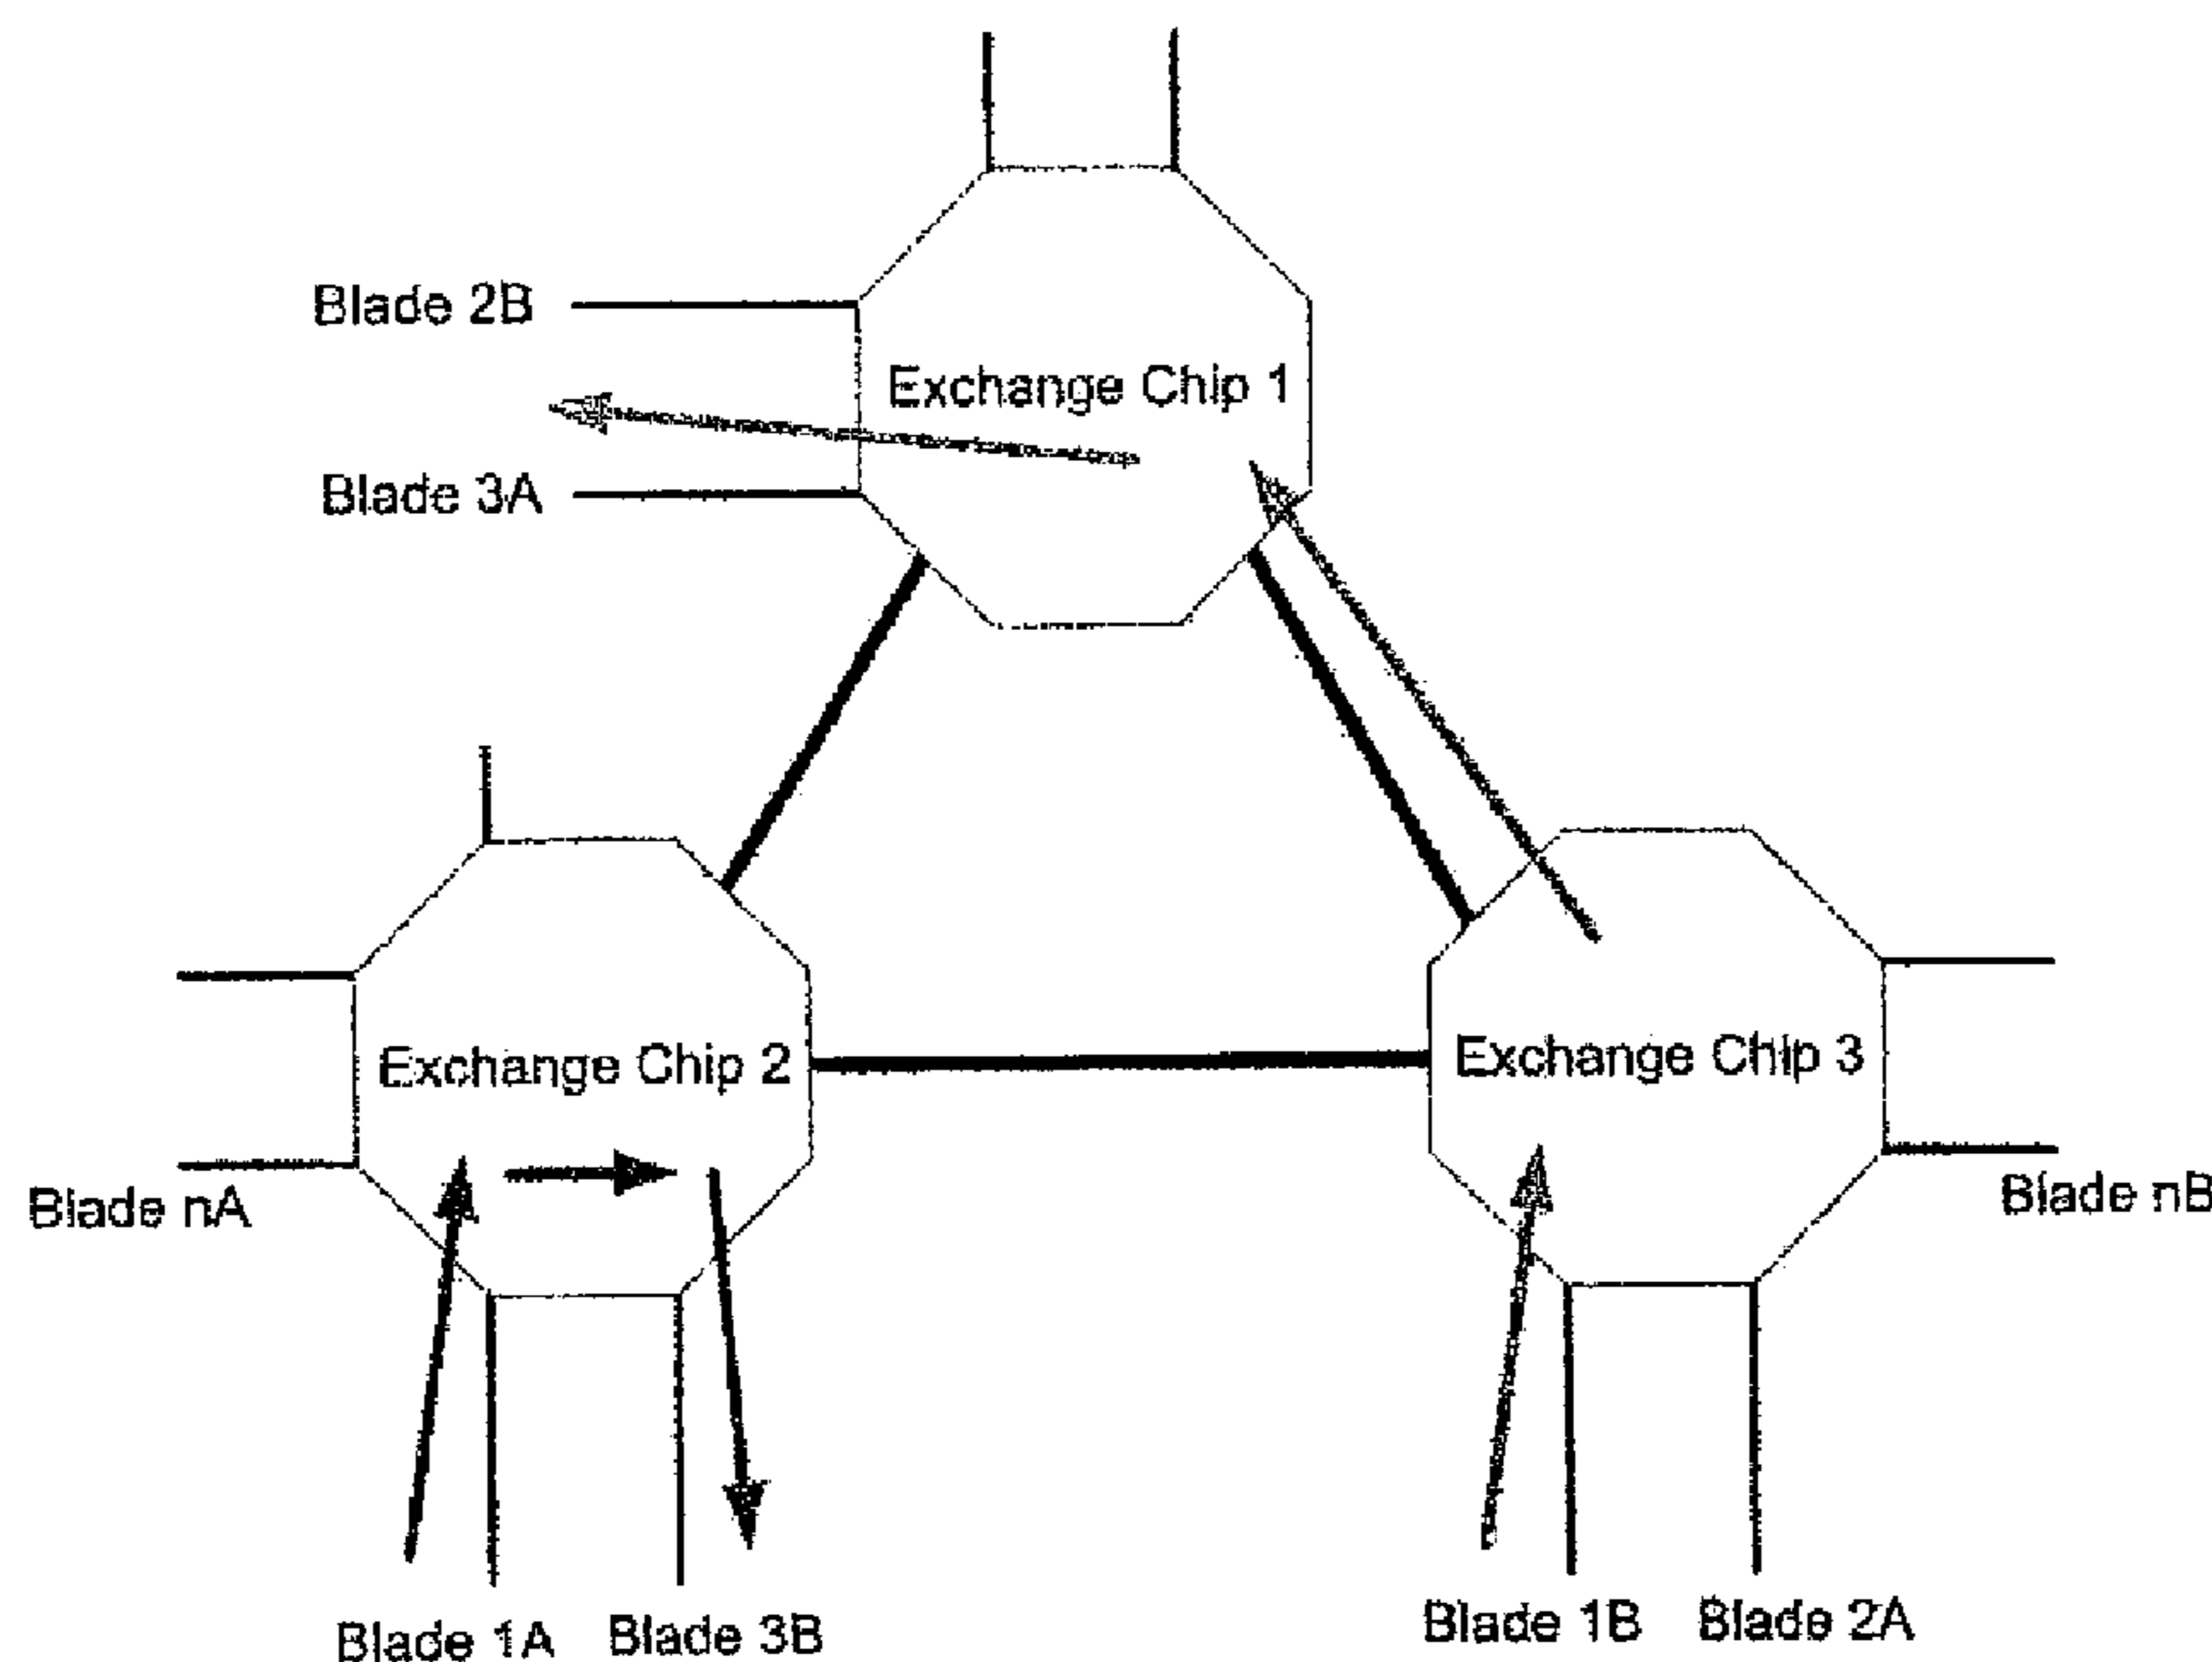 Blade 2B
Exchange Chip 1
Blade 3A
Exchange Chip 2
Exchange Chip 3
Blade nA
Blade nB
Blade 1A
Blade 3B
Blade 1B
Blade 2A